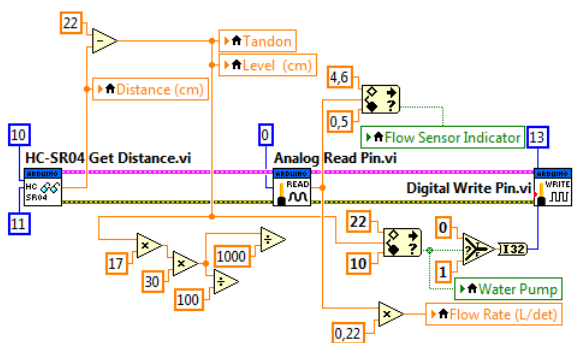 22
Tandon
Level (cm)
Distance (cm)
4,6
0,5
Flow Sensor Indicator
10
0
13
HC-SR04 Get Distance.vi
Analog Read Pin.vi
Digital Write Pin.vi
ARDUINO
HC
SR04
ARDUINO
READ
ARDUINO
WRITE
11
17
30
1000
100
22
10
0
1
I32
Water Pump
0,22
Flow Rate (L/det)